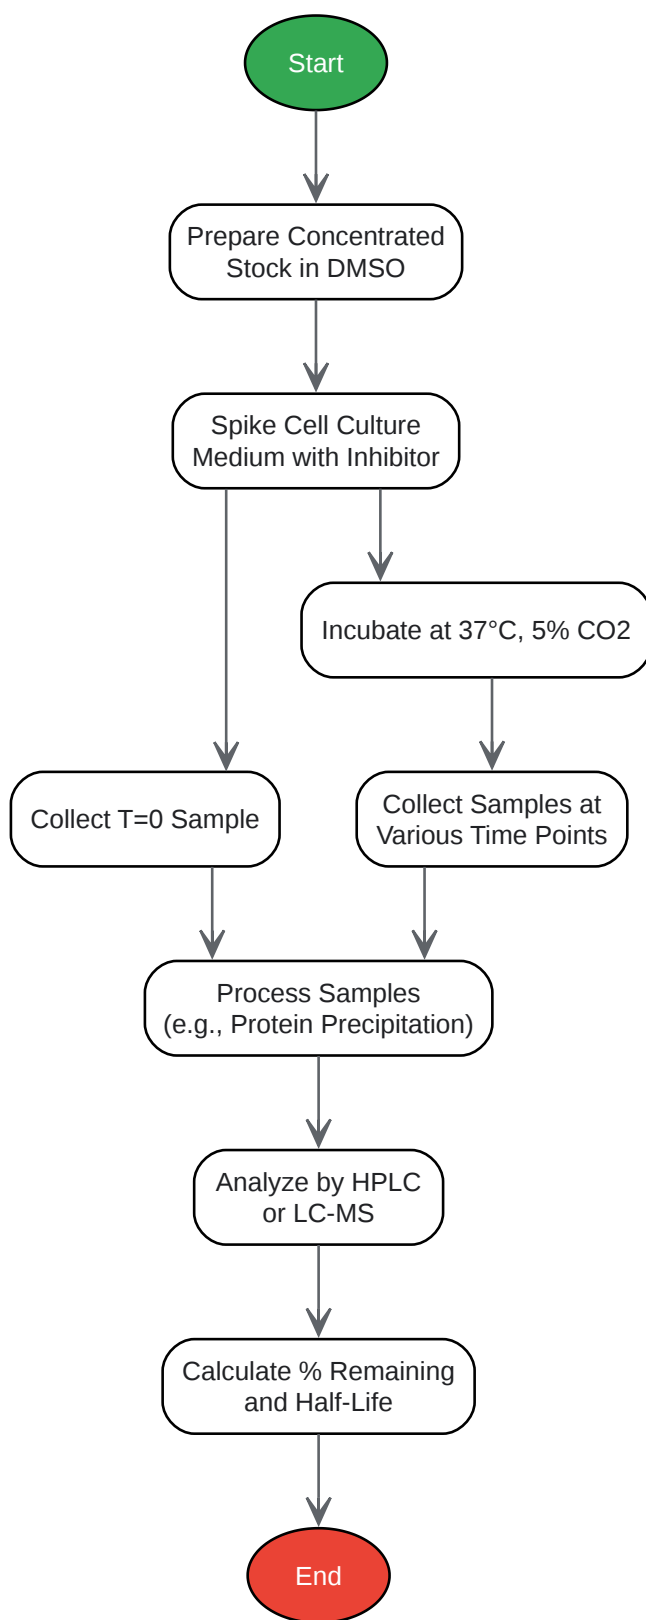 Start
Prepare Concentrated
Stock in DMSO
Spike Cell Culture
Medium with Inhibitor
Incubate at 37°C, 5% CO2
Collect T=0 Sample
Collect Samples at
Various Time Points
Process Samples
(e.g., Protein Precipitation)
Analyze by HPLC
or LC-MS
Calculate % Remaining
and Half-Life
End